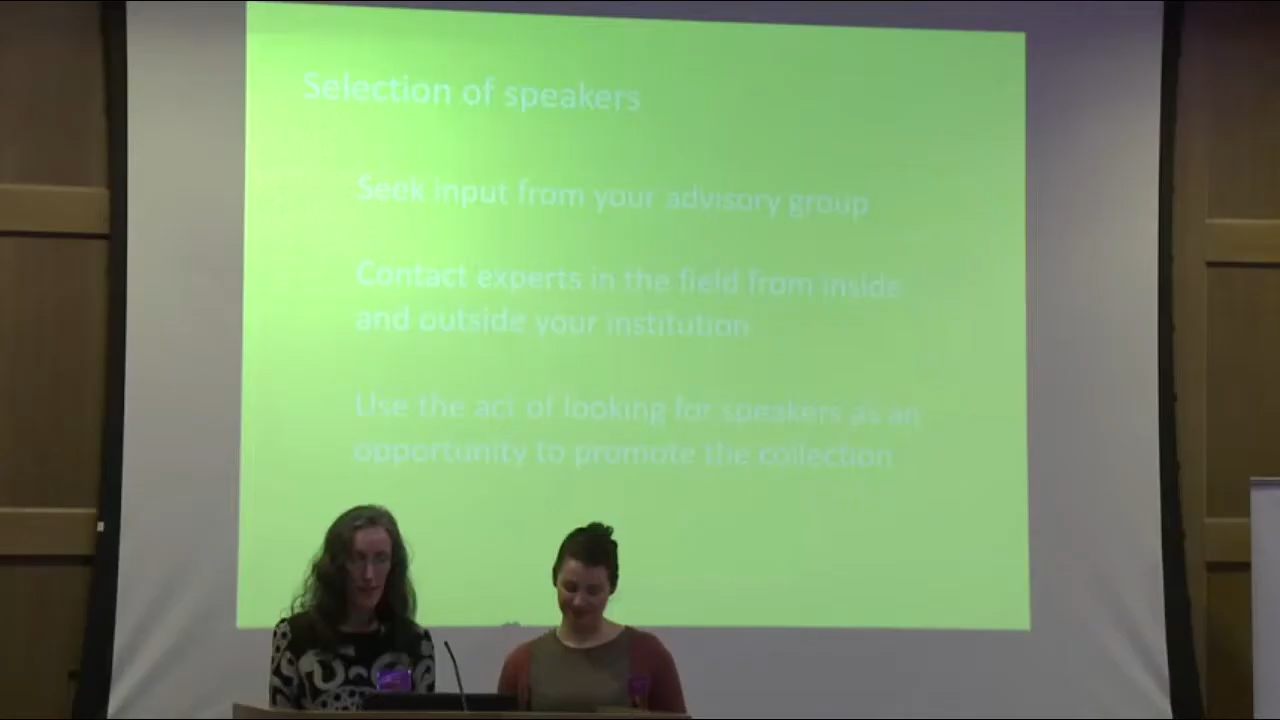 Selection of speakers
Seek input from your advisory group
Contact experts in the field from inside
and outside your institution
Use the act of looking for speakers as an
opportunity to promote the collection